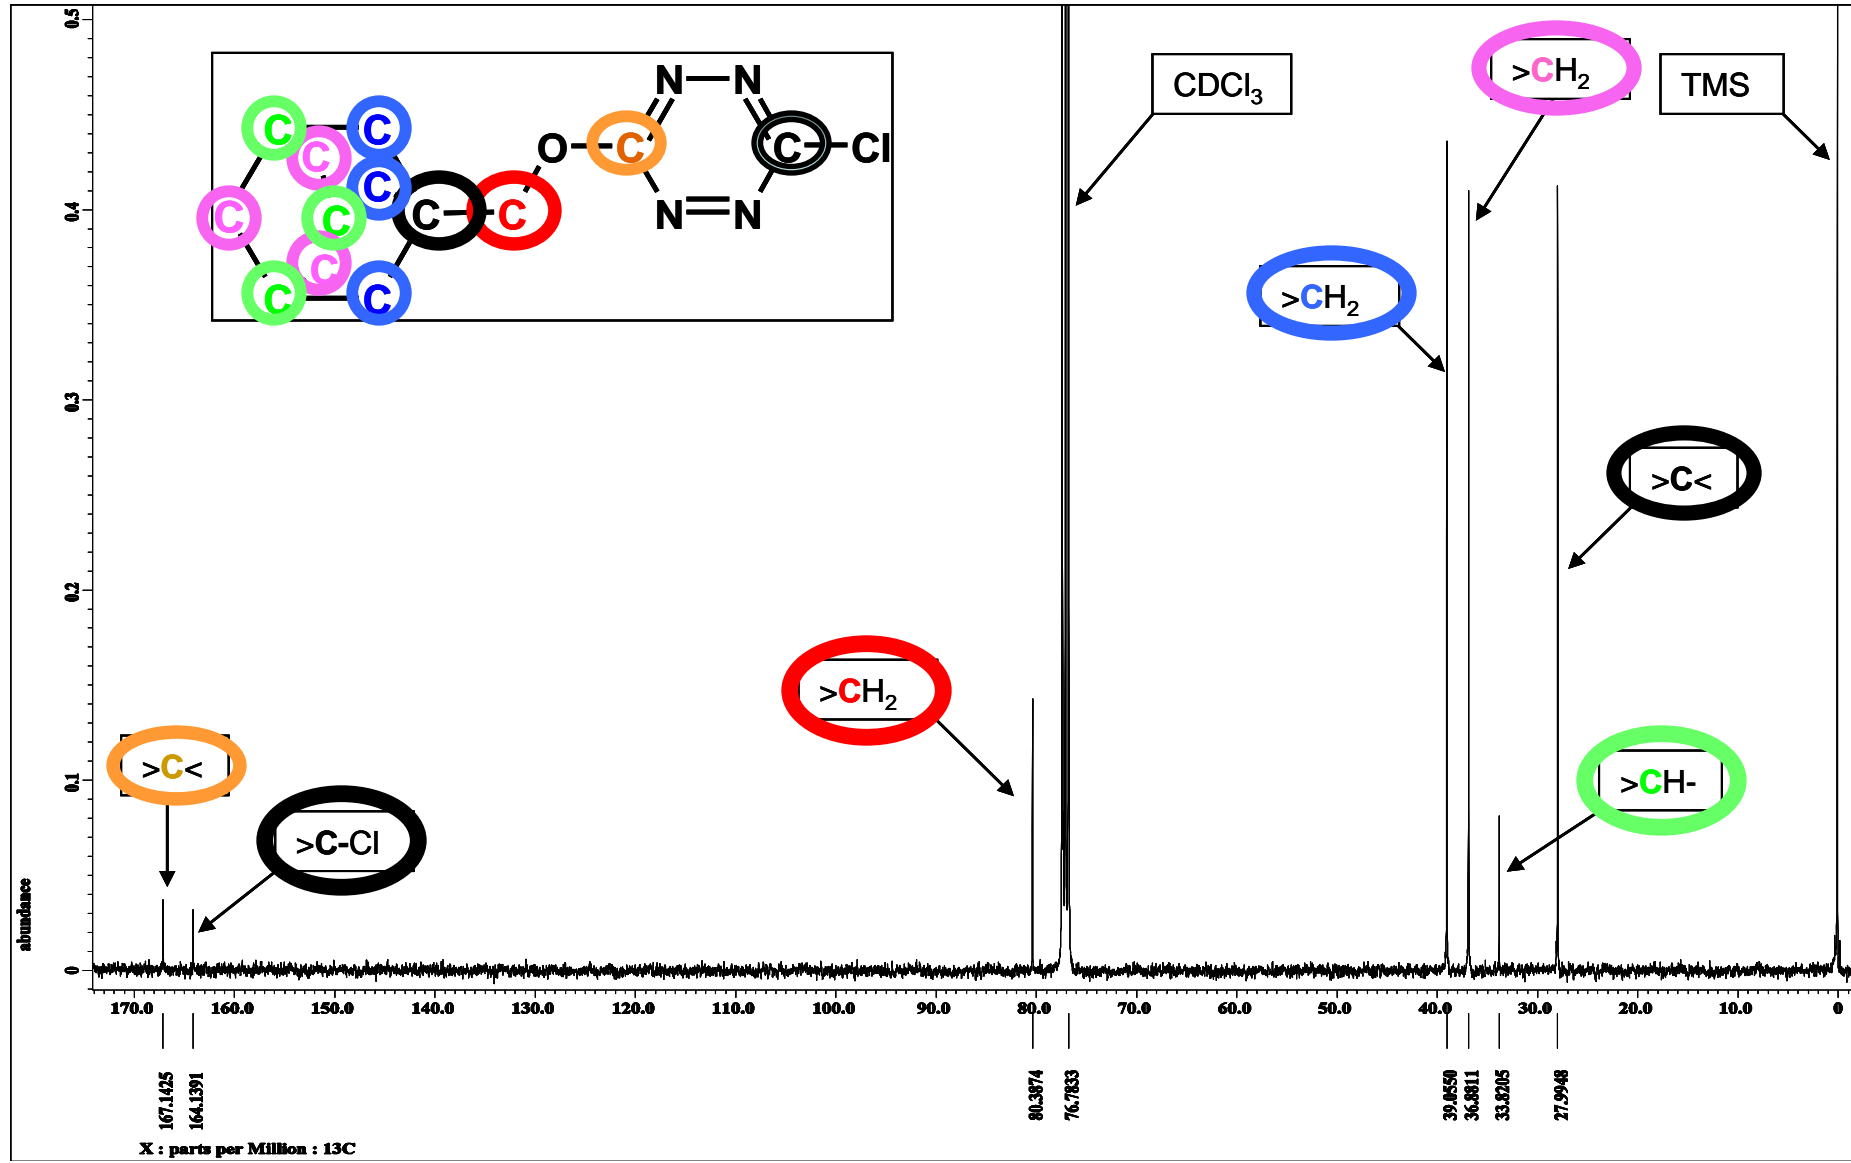 0.5
0.4
0.3
0.2
0.1
0
abundance
N N
C C
C
C
O C C Cl
C C
C C C
N N
C
C C
CDCl3
>CH2
TMS
>CH2
>C<
>CH2
>C<
>C-Cl
>CH-
170.0 160.0 150.0 140.0 130.0 120.0 110.0 100.0 90.0 80.0 70.0 60.0 50.0 40.0 30.0 20.0 10.0 0
167.1425 164.1391 80.3874 76.7833 39.0550 36.8811 33.8205 27.9948
X : parts per Million : 13C